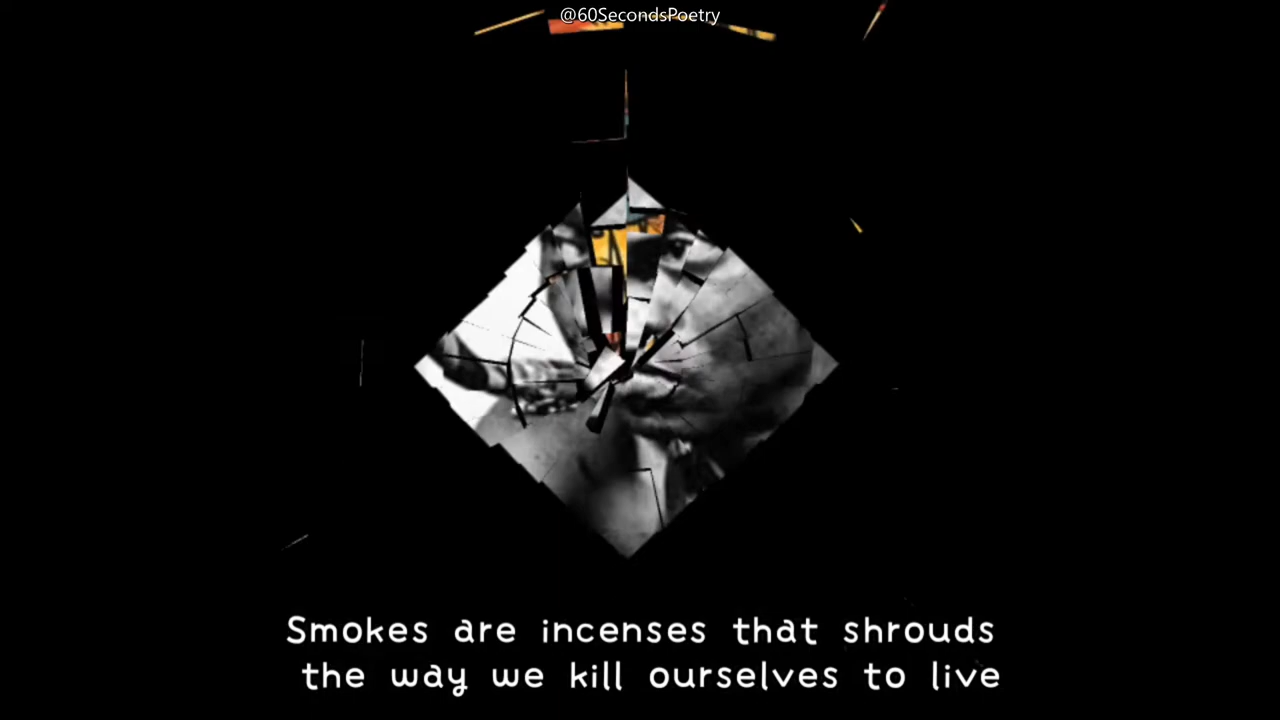 @60SecondsPoetry
Smokes are incenses that shrouds
the way we kill ourselves to live